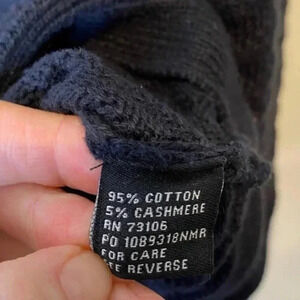 95% COTTON
5% CASHMERE
RN 73106
PO 1089318NMR
FOR CARE
REVERSE